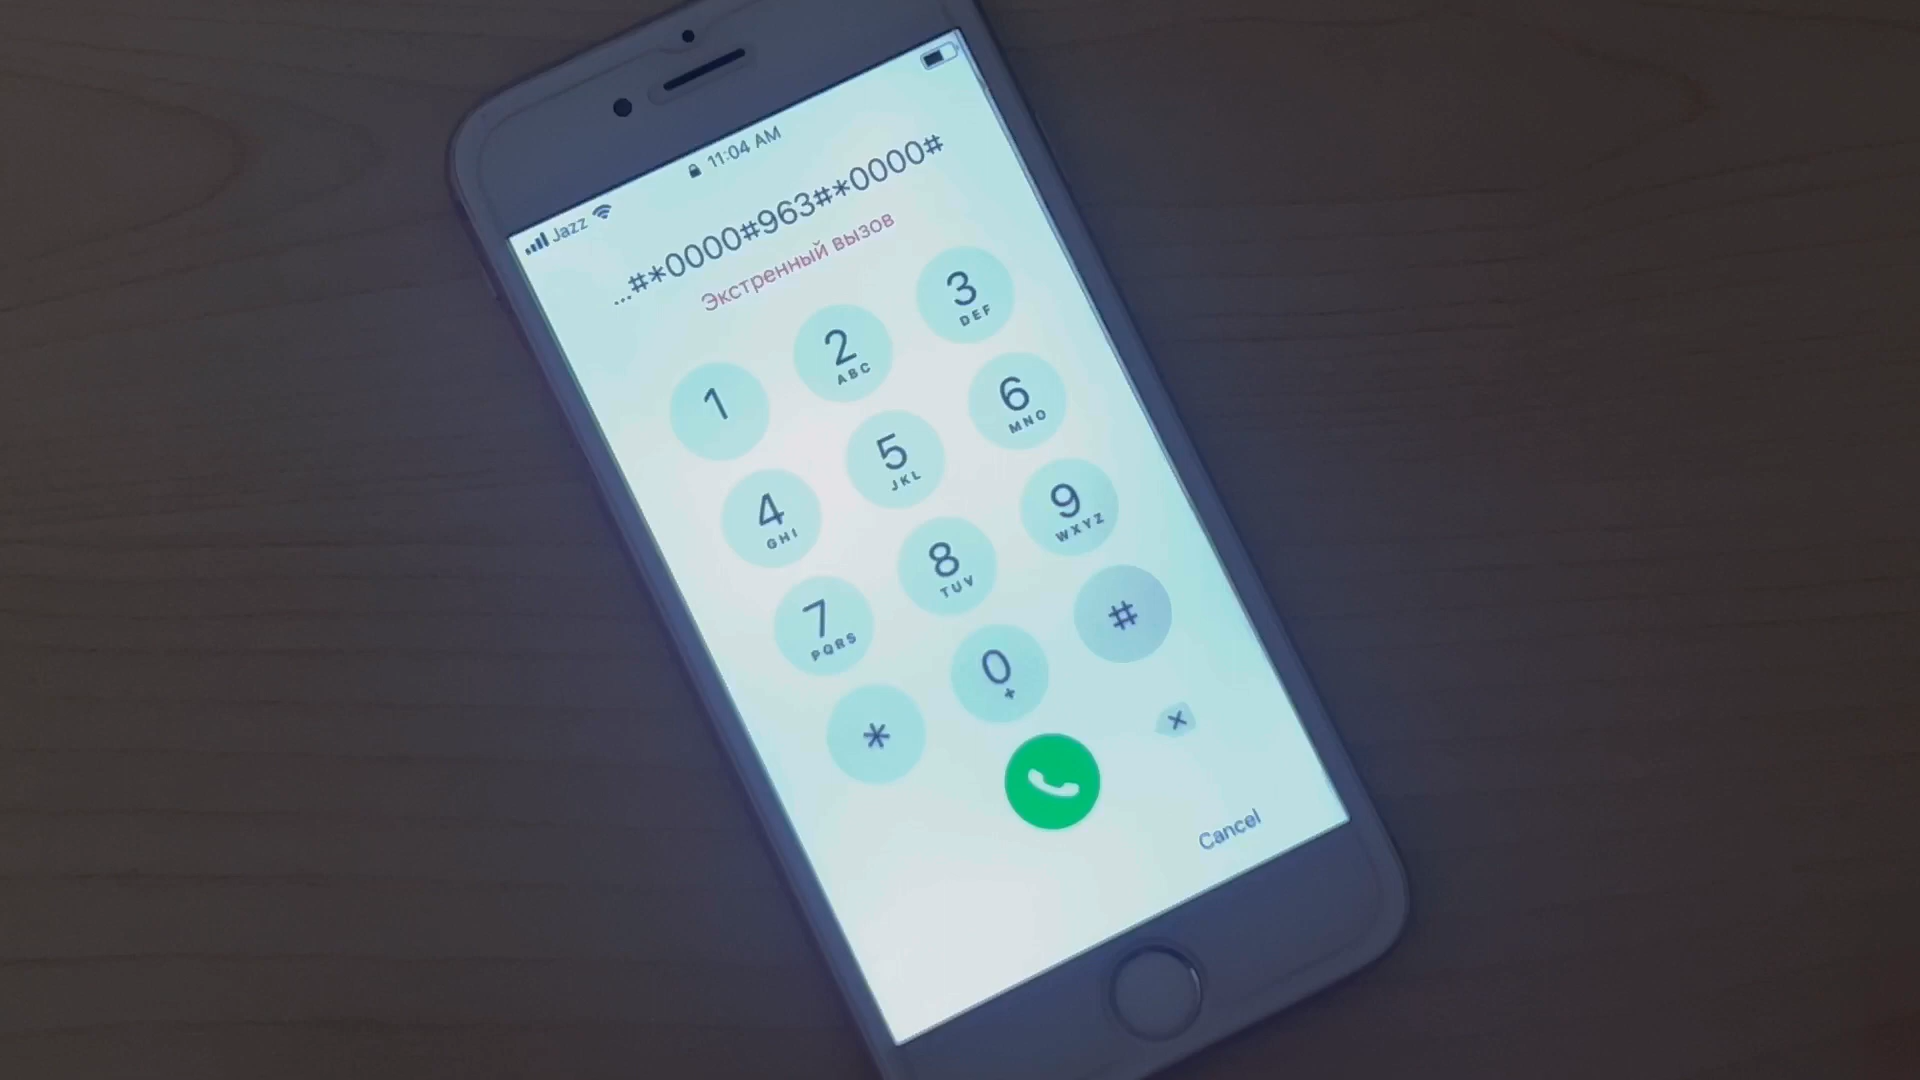 Jazz
11:04 AM
...#*0000#963#*0000#
Экстренный вызов
1
2
ABC
3
DEF
4
GHI
5
JKL
6
MNO
7
PQRS
8
TUV
9
WXYZ
*
0
+
#
Cancel